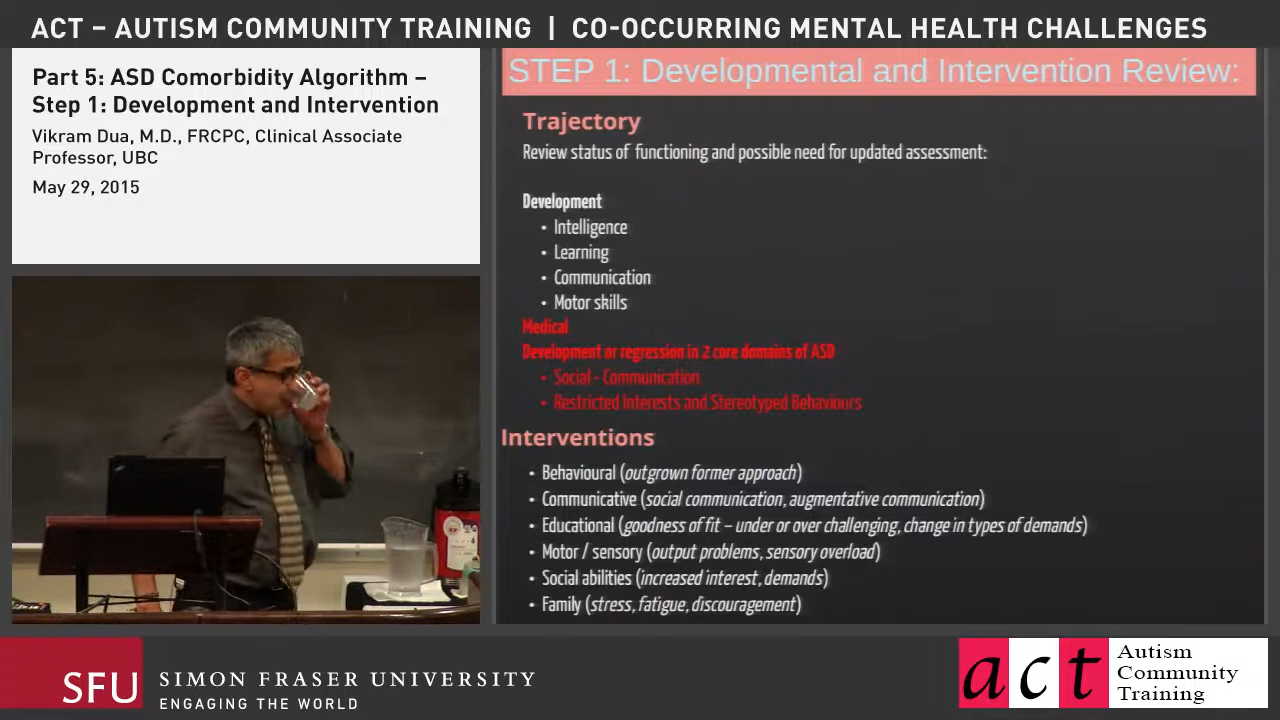 ACT – AUTISM COMMUNITY TRAINING | CO-OCCURRING MENTAL HEALTH CHALLENGES
Part 5: ASD Comorbidity Algorithm –
Step 1: Development and Intervention
Vikram Dua, M.D., FRCPC, Clinical Associate
Professor, UBC
May 29, 2015
STEP 1: Developmental and Intervention Review:
Trajectory
Review status of functioning and possible need for updated assessment:
Development
• Intelligence
• Learning
• Communication
• Motor skills
Medical
Development or regression in 2 core domains of ASD
• Social - Communication
• Restricted Interests and Stereotyped Behaviours
Interventions
• Behavioural (outgrown former approach)
• Communicative (social communication, augmentative communication)
• Educational (goodness of fit – under or over challenging, change in types of demands)
• Motor / sensory (output problems, sensory overload)
• Social abilities (increased interest, demands)
• Family (stress, fatigue, discouragement)
SFU SIMON FRASER UNIVERSITY
ENGAGING THE WORLD
act Autism
Community
Training